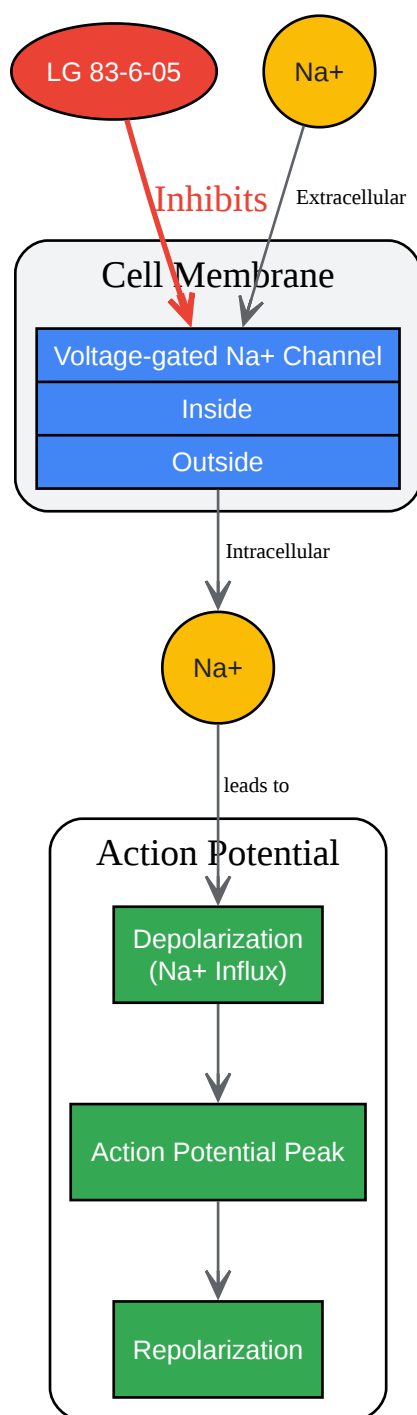 LG 83-6-05
Na+
Inhibits
Extracellular
Cell Membrane
Voltage-gated Na+ Channel
Inside
Outside
Intracellular
Na+
leads to
Action Potential
Depolarization
(Na+ Influx)
Action Potential Peak
Repolarization